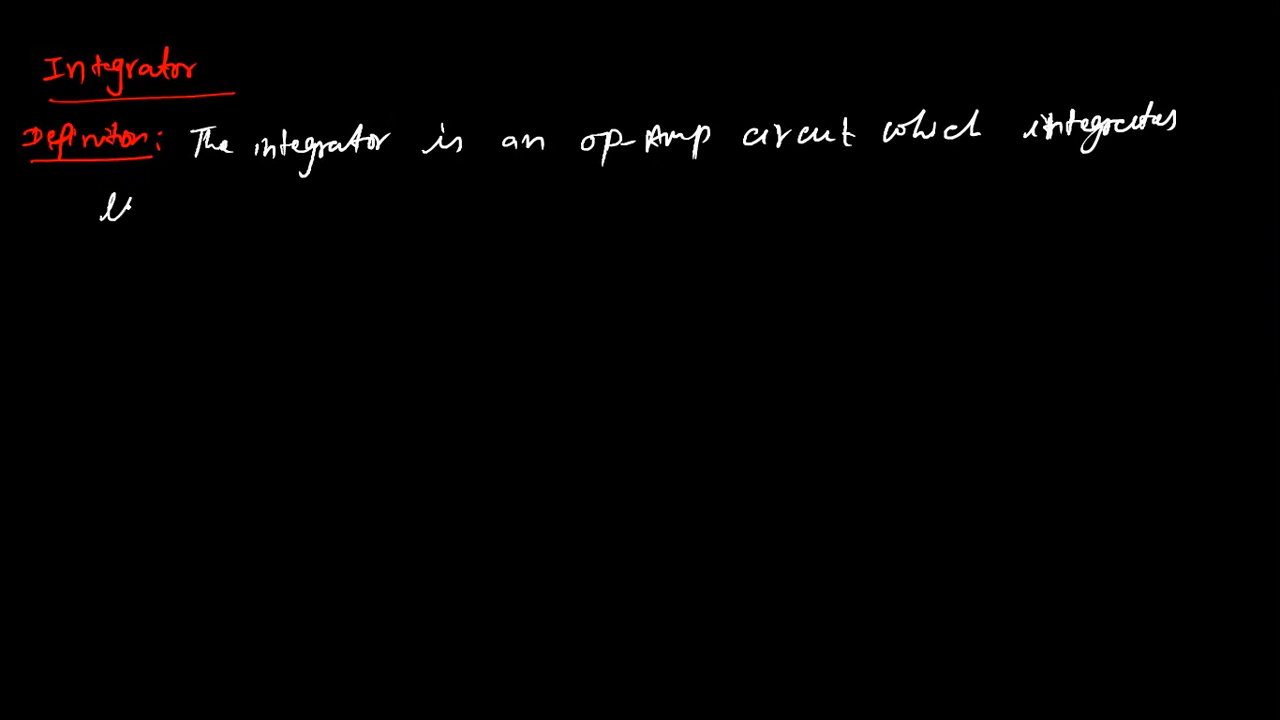 Integrator
Definition: The integrator is an op-Amp circuit which integrates